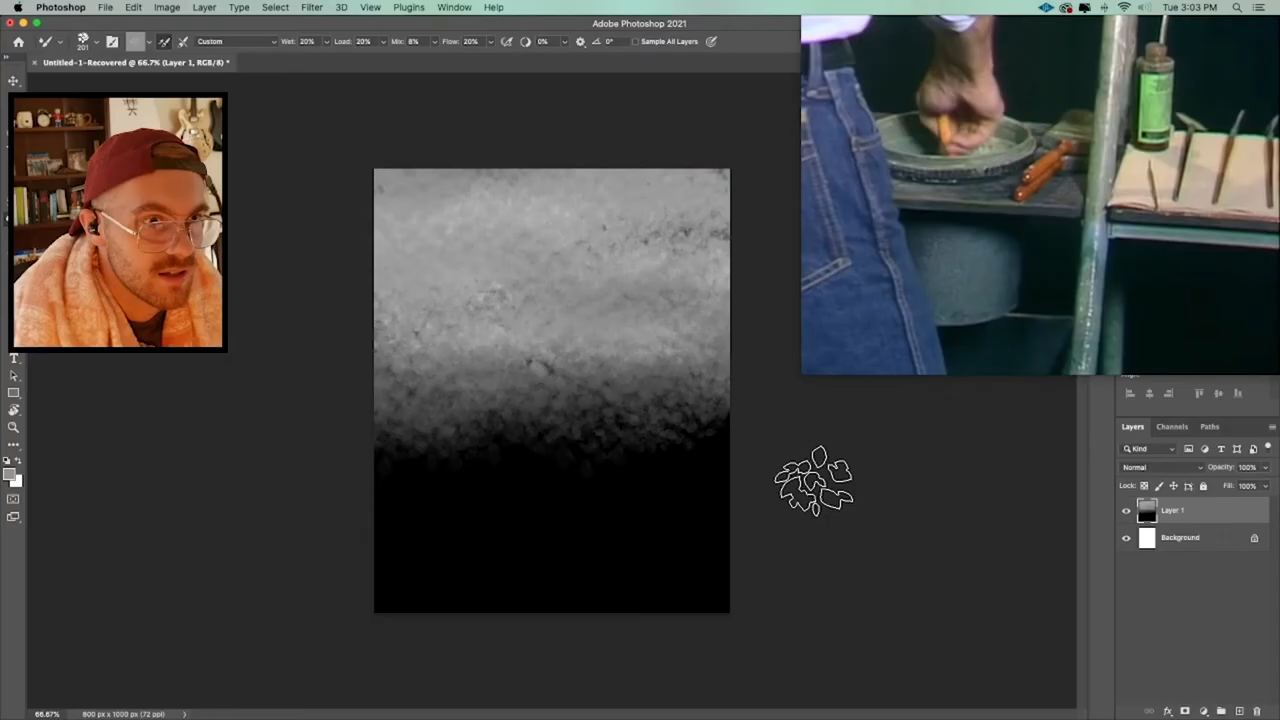 Photoshop File Edit Image Layer Type Select Filter 3D View Plugins Window Help Tue 3:03 PM
Adobe Photoshop 2021
201 Custom Wet: 20% Load: 20% Mix: 8% Flow: 20% 0% 0° Sample All Layers
Untitled-1-Recovered @ 66.7% (Layer 1, RGB/8) *
Layers Channels Paths
Kind
Normal Opacity: 100%
Lock: Fill: 100%
Layer 1
Background
66.67% 800 px x 1000 px (72 ppi)